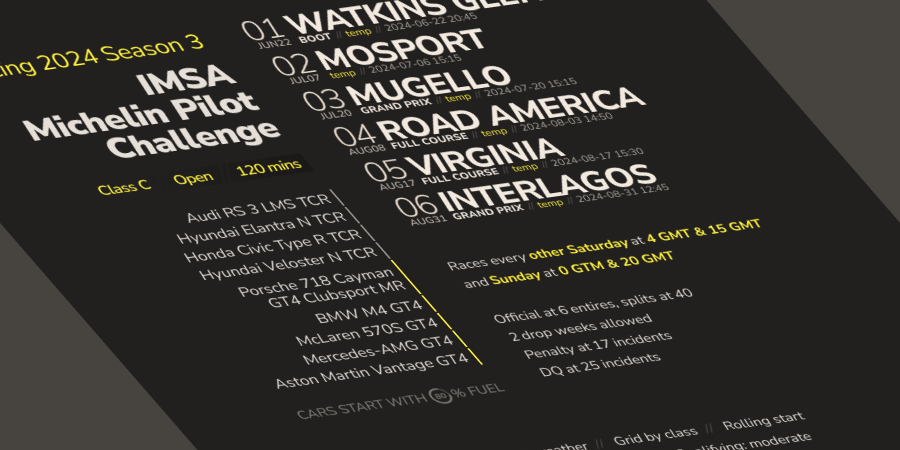 ing 2024 Season 3
IMSA
Michelin Pilot
Challenge
Class C Open 120 mins
Audi RS 3 LMS TCR
Hyundai Elantra N TCR
Honda Civic Type R TCR
Hyundai Veloster N TCR
Porsche 718 Cayman
GT4 Clubsport MR
BMW M4 GT4
McLaren 570S GT4
Mercedes-AMG GT4
Aston Martin Vantage GT4
CARS START WITH 80 % FUEL
01 WATKINS GLEN
JUN22 BOOT // temp // 2024-06-22 20:45
02 MOSPORT
JUL07 temp // 2024-07-06 15:15
03 MUGELLO
JUL20 GRAND PRIX // temp // 2024-07-20 15:15
04 ROAD AMERICA
AUG08 FULL COURSE // temp // 2024-08-03 14:50
05 VIRGINIA
AUG17 FULL COURSE // temp // 2024-08-17 15:30
06 INTERLAGOS
AUG31 GRAND PRIX // temp // 2024-08-31 12:45
Races every other Saturday at 4 GMT & 15 GMT
and Sunday at 0 GTM & 20 GMT
Official at 6 entires, splits at 40
2 drop weeks allowed
Penalty at 17 incidents
DQ at 25 incidents
eather // Grid by class // Rolling start
alifying: moderate